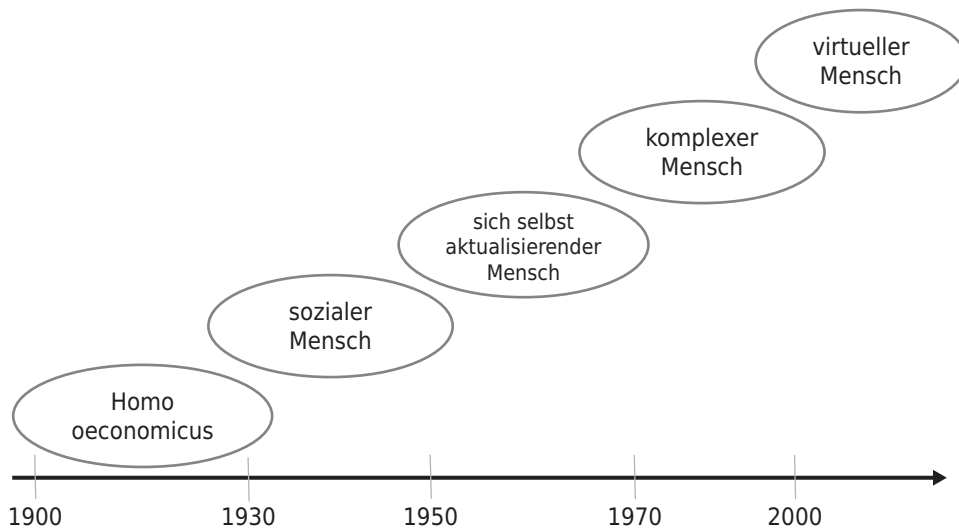 virtueller
Mensch
komplexer
Mensch
sich selbst
aktualisierender
Mensch
sozialer
Mensch
Homo
oeconomicus
1900
1930
1950
1970
2000